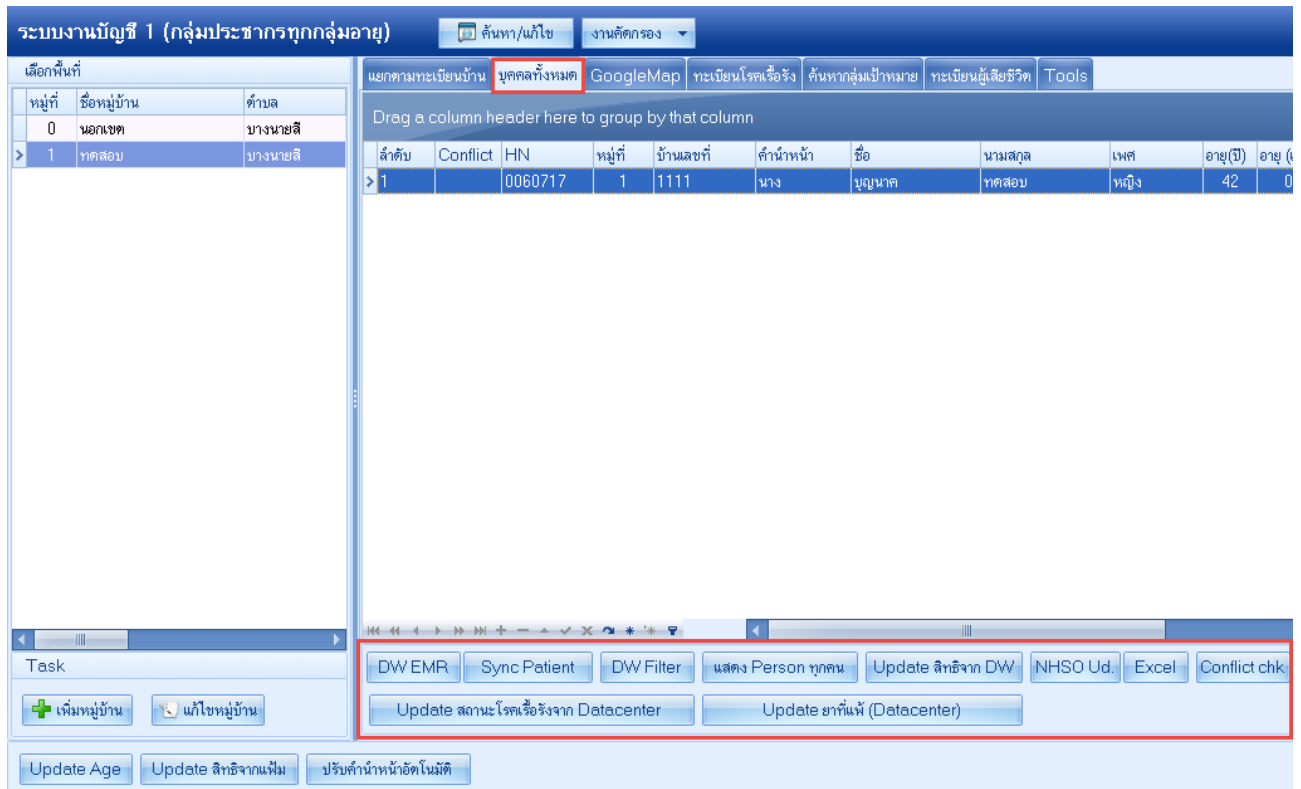 ระบบงานบัญชี 1 (กลุ่มประชากรทุกกลุ่มอายุ) ค้นหา/แก้ไข งานคัดกรอง
เลือกพื้นที่
หมู่ที่ ชื่อหมู่บ้าน ตำบล
0 นอกเขต บางนายสี
1 ทดสอบ บางนายสี
แยกตามทะเบียนบ้าน บุคคลทั้งหมด GoogleMap ทะเบียนโรคเรื้อรัง ค้นหากลุ่มเป้าหมาย ทะเบียนผู้เสียชีวิต Tools
Drag a column header here to group by that column
ลำดับ Conflict HN หมู่ที่ บ้านเลขที่ คำนำหน้า ชื่อ นามสกุล เพศ อายุ(ปี) อายุ (
1 0060717 1 1111 นาง บุญนาค ทดสอบ หญิง 42 0
Task
เพิ่มหมู่บ้าน แก้ไขหมู่บ้าน
DW EMR Sync Patient DW Filter แสดง Person ทุกคน Update สิทธิจาก DW NHSO Ud. Excel Conflict chk
Update สถานะโรคเรื้อรังจาก Datacenter Update ยาที่แพ้ (Datacenter)
Update Age Update สิทธิจากแฟ้ม ปรับคำนำหน้าอัตโนมัติ